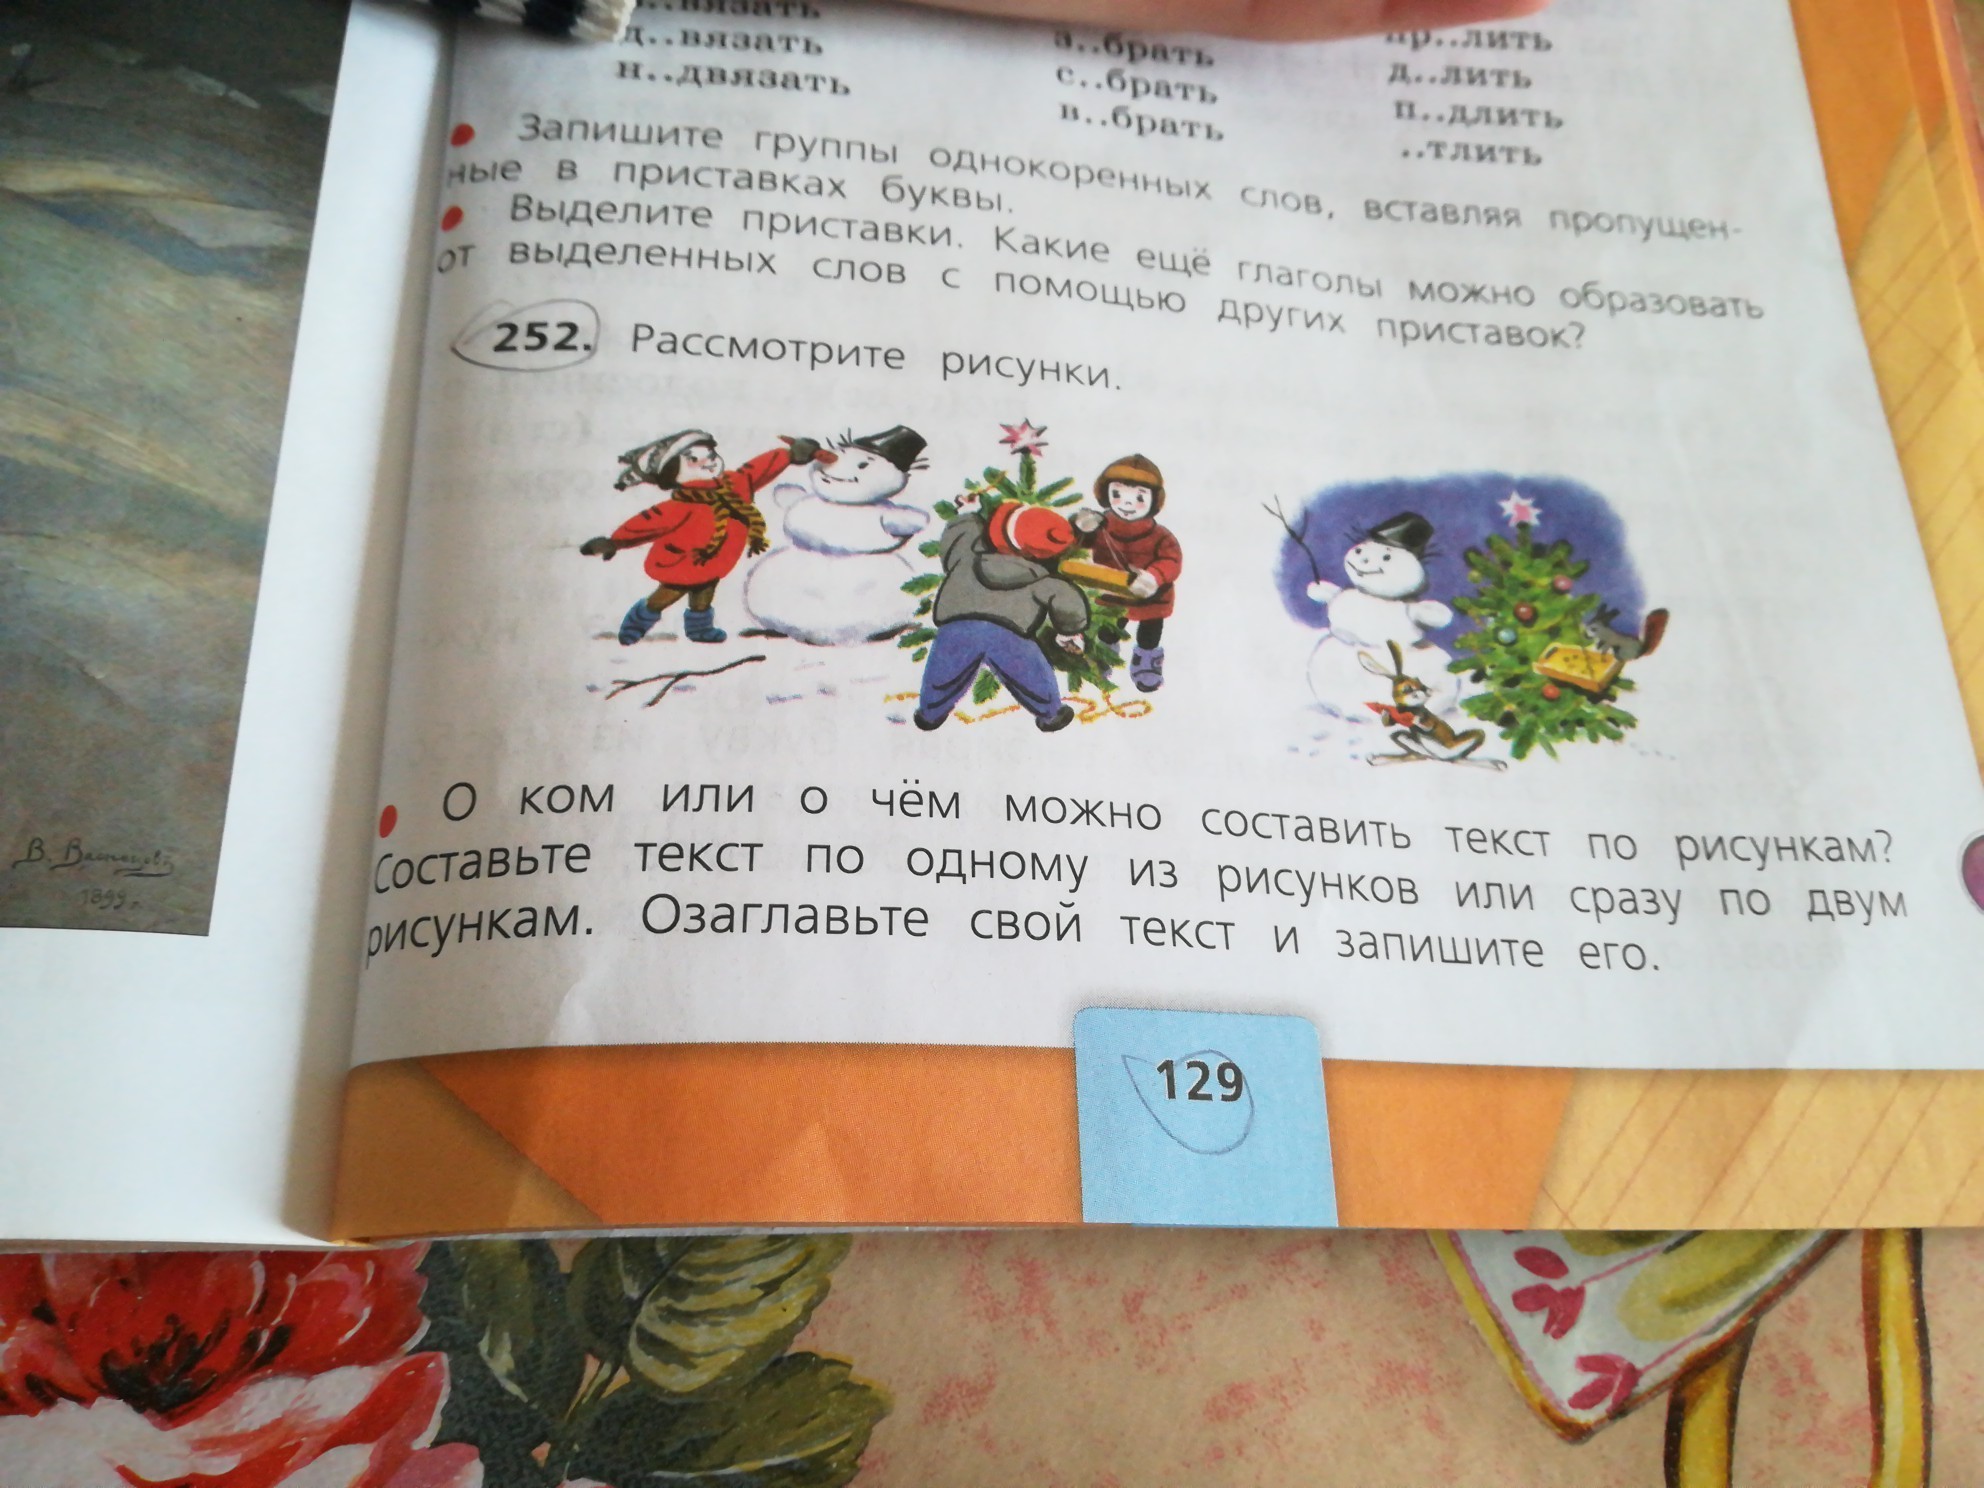 д..вязать
н..двязать
з..брать
с..брать
в..брать
пр..лить
д..лить
п..длить
..тлить
• Запишите группы однокоренных слов, вставляя пропущен-
ные в приставках буквы.
• Выделите приставки. Какие ещё глаголы можно образовать
от выделенных слов с помощью других приставок?
252. Рассмотрите рисунки.
• О ком или о чём можно составить текст по рисункам?
Составьте текст по одному из рисунков или сразу по двум
рисункам. Озаглавьте свой текст и запишите его.
129
В. Васнецовъ
1899 г.